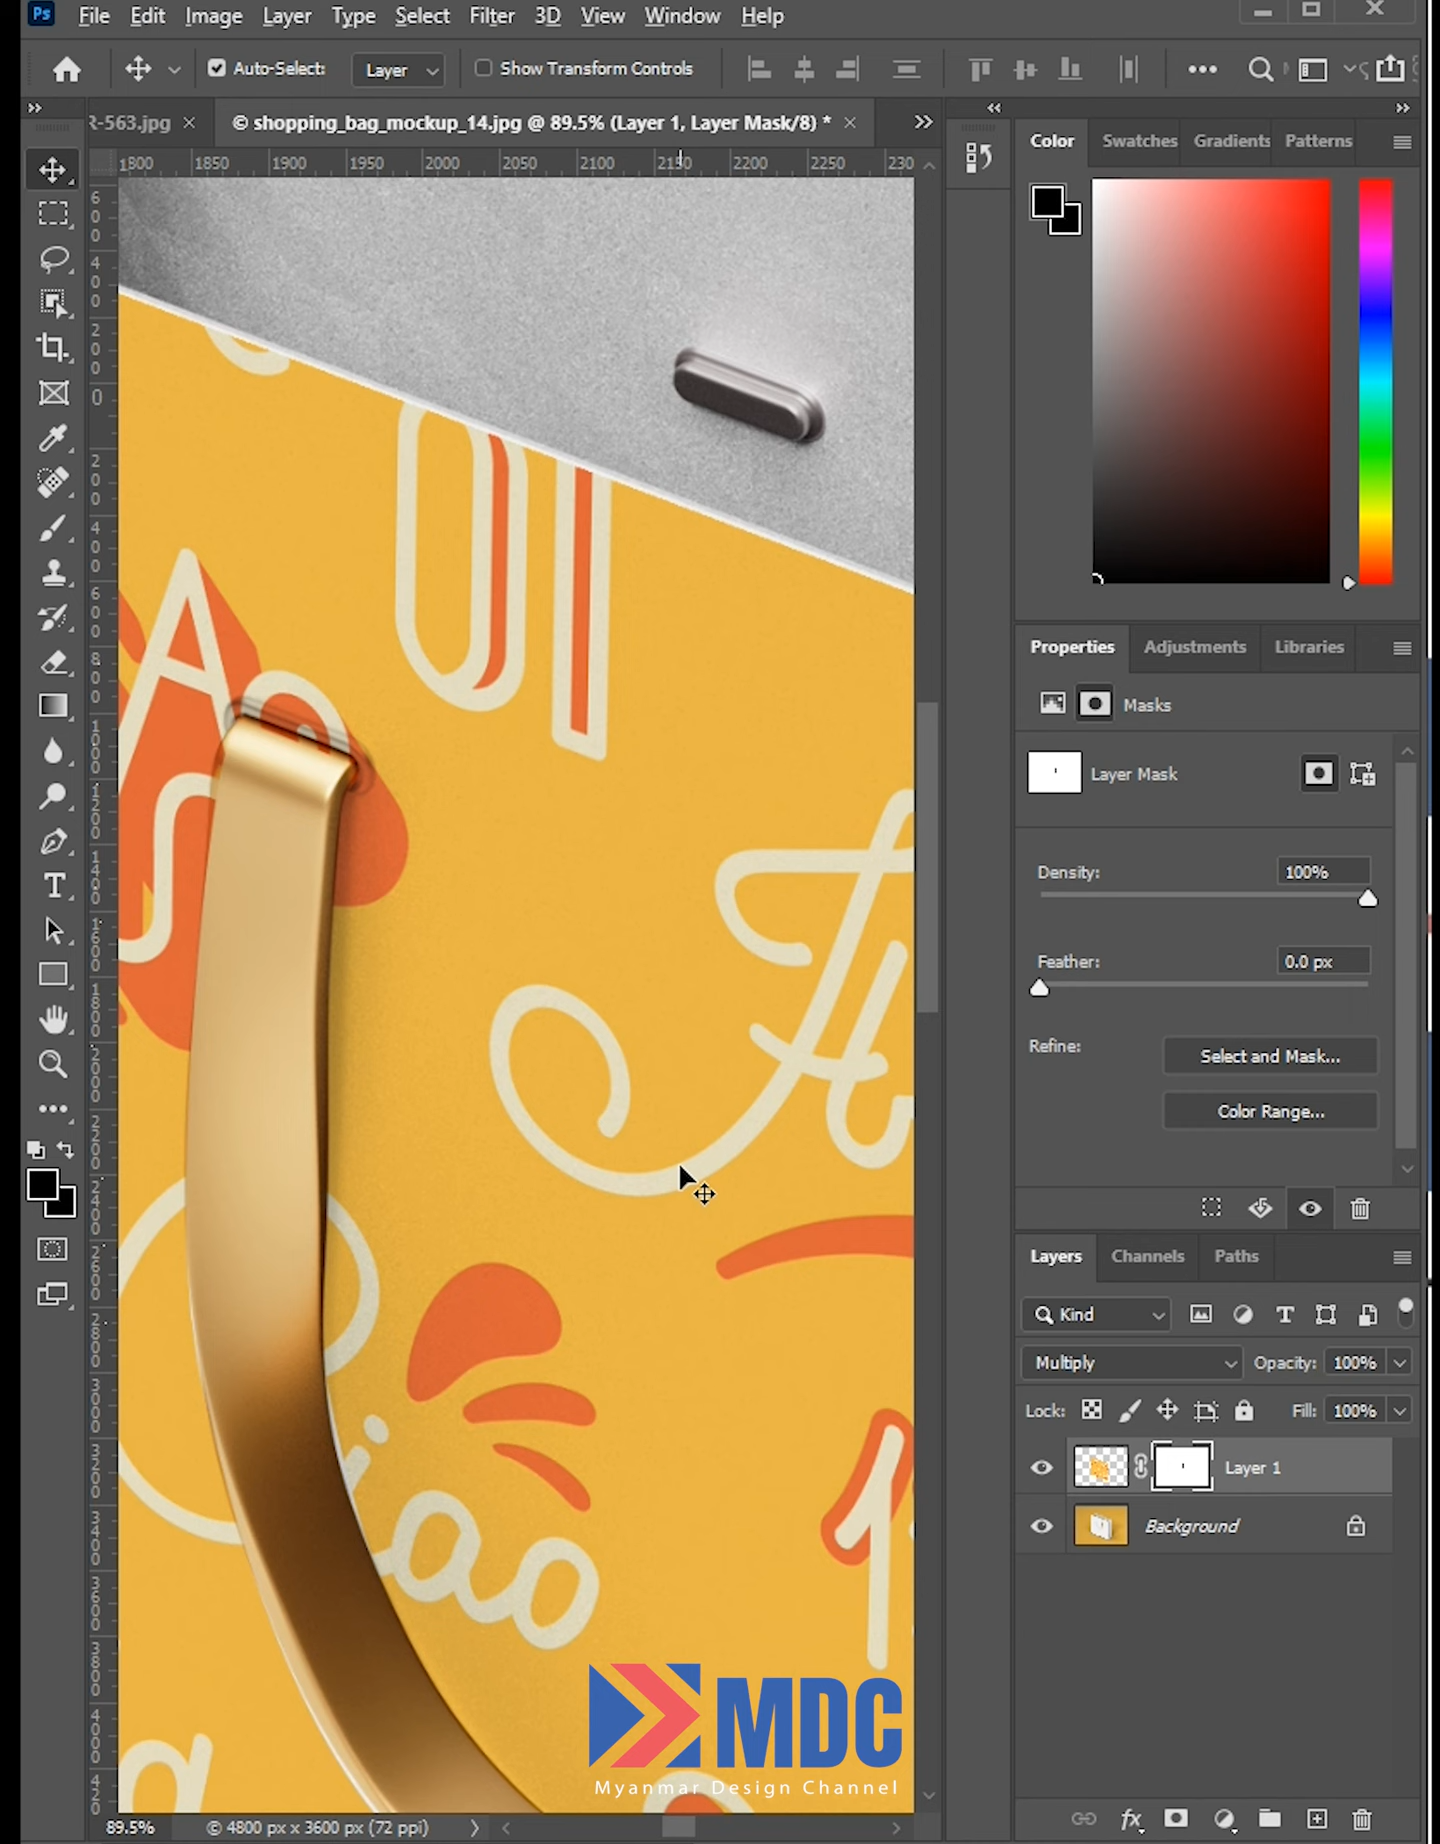 Ps File Edit Image Layer Type Select Filter 3D View Window Help
Auto-Select: Layer Show Transform Controls
R-563.jpg × © shopping_bag_mockup_14.jpg @ 89.5% (Layer 1, Layer Mask/8) * ×
1800 1850 1900 1950 2000 2050 2100 2150 2200 2250 230
Color Swatches Gradients Patterns
Properties Adjustments Libraries
Masks
Layer Mask
Density: 100%
Feather: 0.0 px
Refine: Select and Mask...
Color Range...
Layers Channels Paths
Kind
Multiply Opacity: 100%
Lock: Fill: 100%
Layer 1
Background
iao
MDC
Myanmar Design Channel
89.5% © 4800 px x 3600 px (72 ppi)